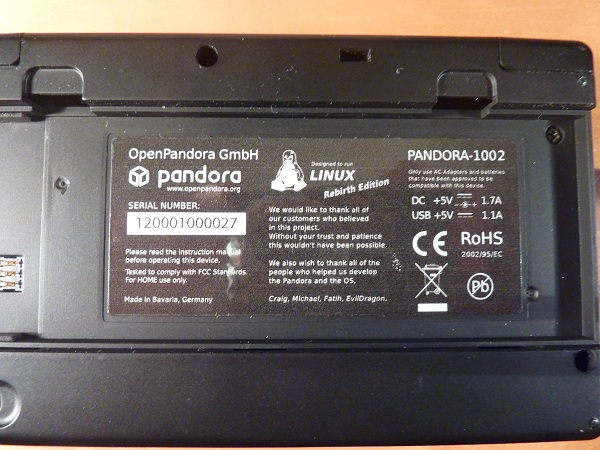 OpenPandora GmbH
pandora
www.openpandora.org
SERIAL NUMBER:
120001000027
Please read the instruction manual
before operating this device.
Tested to comply with FCC Standards.
For HOME use only.
Made in Bavaria, Germany
Designed to run
LINUX
Rebirth Edition
We would like to thank all of
our customers who believed
in this project.
Without your trust and patience
this wouldn't have been possible.
We also wish to thank all of the
people who helped us develop
the Pandora and the OS.
Craig, Michael, Fatih, EvilDragon.
PANDORA-1002
Only use AC Adaptors and batteries
that have been approved to be
compatible with this device.
DC +5V 1.7A
USB +5V 1.1A
CE
RoHS
2002/95/EC
Pb